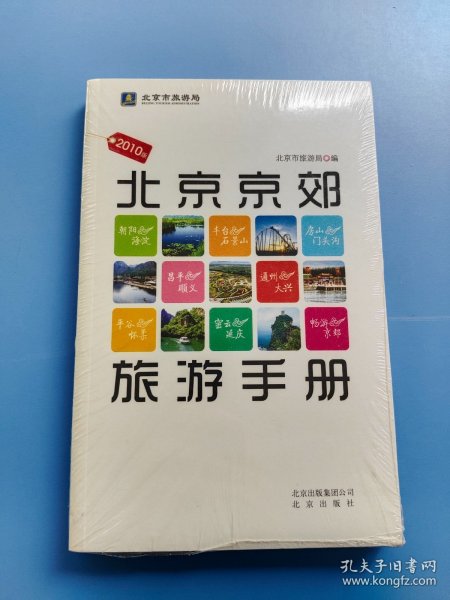 北京市旅游局
BEIJING TOURISM ADMINISTRATION
2010版
北京市旅游局 编
北京京郊
朝阳 海淀
丰台 石景山
房山 门头沟
昌平 顺义
通州 大兴
平谷 怀柔
密云 延庆
畅游 京郊
旅游手册
北京出版集团公司
北京出版社
孔夫子旧书网
www.kongfz.com